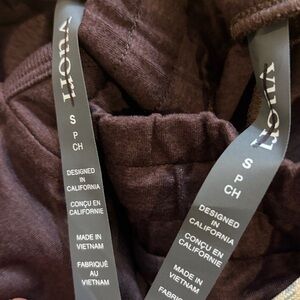 vuori
S
P
CH
DESIGNED
IN
CALIFORNIA
CONÇU EN
CALIFORNIE
MADE IN
VIETNAM
FABRIQUÉ
AU
VIETNAM
vuori
S
P
CH
DESIGNED
IN
CALIFORNIA
CONÇU EN
CALIFORNIE
MADE IN
VIETNAM
FABRIQUÉ